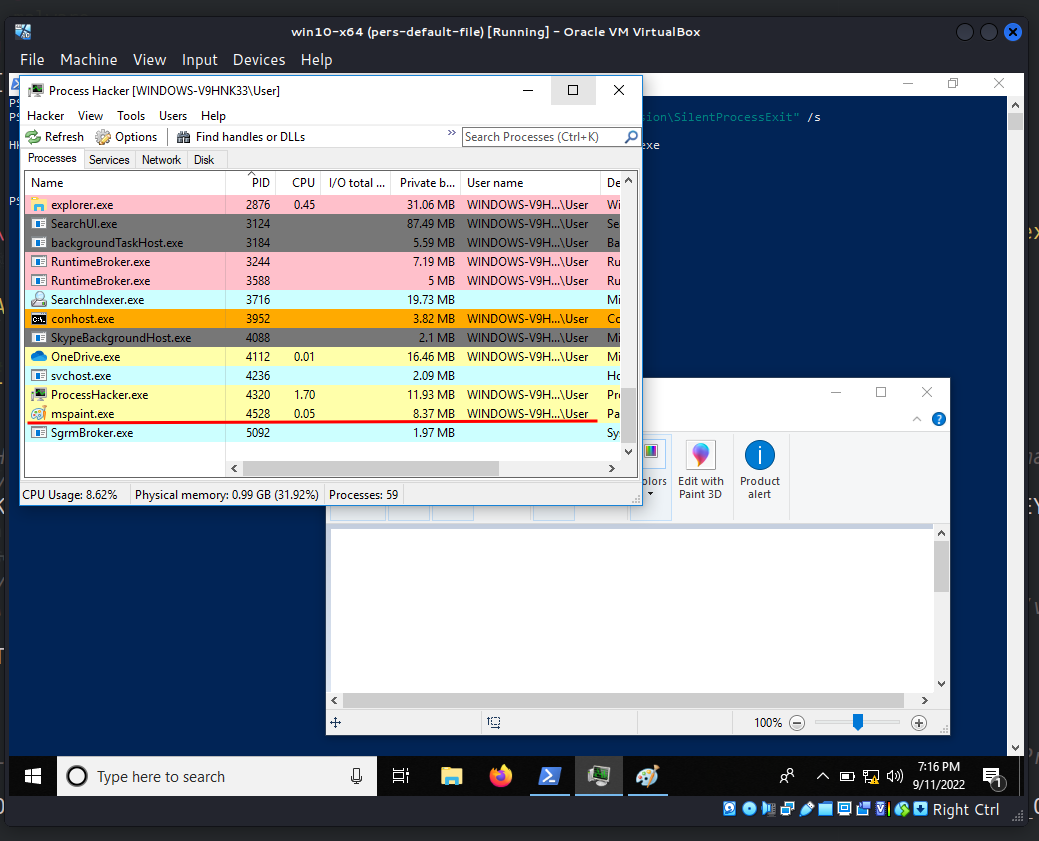 win10-x64 (pers-default-file) [Running] - Oracle VM VirtualBox
File Machine View Input Devices Help
Process Hacker [WINDOWS-V9HNK33\User]
Hacker View Tools Users Help
Refresh Options Find handles or DLLs » Search Processes (Ctrl+K)
sion\SilentProcessExit" /s
exe
Processes Services Network Disk
Name PID CPU I/O total ... Private b... User name De
explorer.exe 2876 0.45 31.06 MB WINDOWS-V9H...\User Wi
SearchUI.exe 3124 87.49 MB WINDOWS-V9H...\User Se
backgroundTaskHost.exe 3184 5.59 MB WINDOWS-V9H...\User Ba
RuntimeBroker.exe 3244 7.19 MB WINDOWS-V9H...\User Ru
RuntimeBroker.exe 3588 5 MB WINDOWS-V9H...\User Ru
SearchIndexer.exe 3716 19.73 MB Mi
conhost.exe 3952 3.82 MB WINDOWS-V9H...\User Co
SkypeBackgroundHost.exe 4088 2.1 MB WINDOWS-V9H...\User Mi
OneDrive.exe 4112 0.01 16.46 MB WINDOWS-V9H...\User Mi
svchost.exe 4236 2.09 MB Ho
ProcessHacker.exe 4320 1.70 11.93 MB WINDOWS-V9H...\User Pr
mspaint.exe 4528 0.05 8.37 MB WINDOWS-V9H...\User Pa
SgrmBroker.exe 5092 1.97 MB Sy
CPU Usage: 8.62% Physical memory: 0.99 GB (31.92%) Processes: 59
olors Edit with Paint 3D Product alert
100%
Type here to search
7:16 PM
9/11/2022
1
Right Ctrl